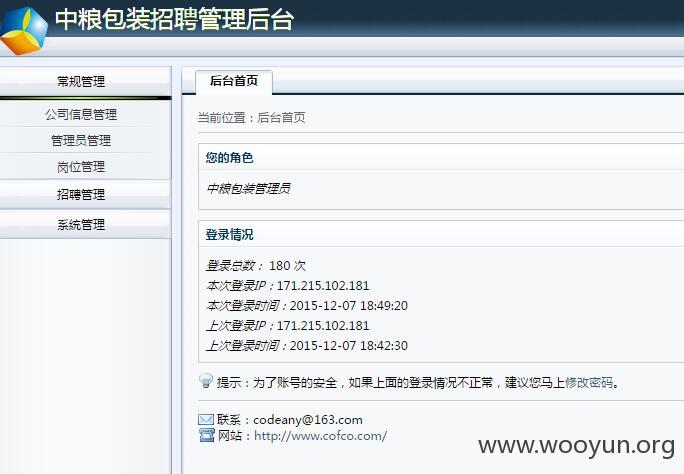 中粮包装招聘管理后台
常规管理
公司信息管理
管理员管理
岗位管理
招聘管理
系统管理
后台首页
当前位置：后台首页
您的角色
中粮包装管理员
登录情况
登录总数： 180 次
本次登录IP：171.215.102.181
本次登录时间：2015-12-07 18:49:20
上次登录IP：171.215.102.181
上次登录时间：2015-12-07 18:42:30
提示：为了账号的安全，如果上面的登录情况不正常，建议您马上修改密码。
联系：codeany@163.com
网站：http://www.cofco.com/
www.wooyun.org